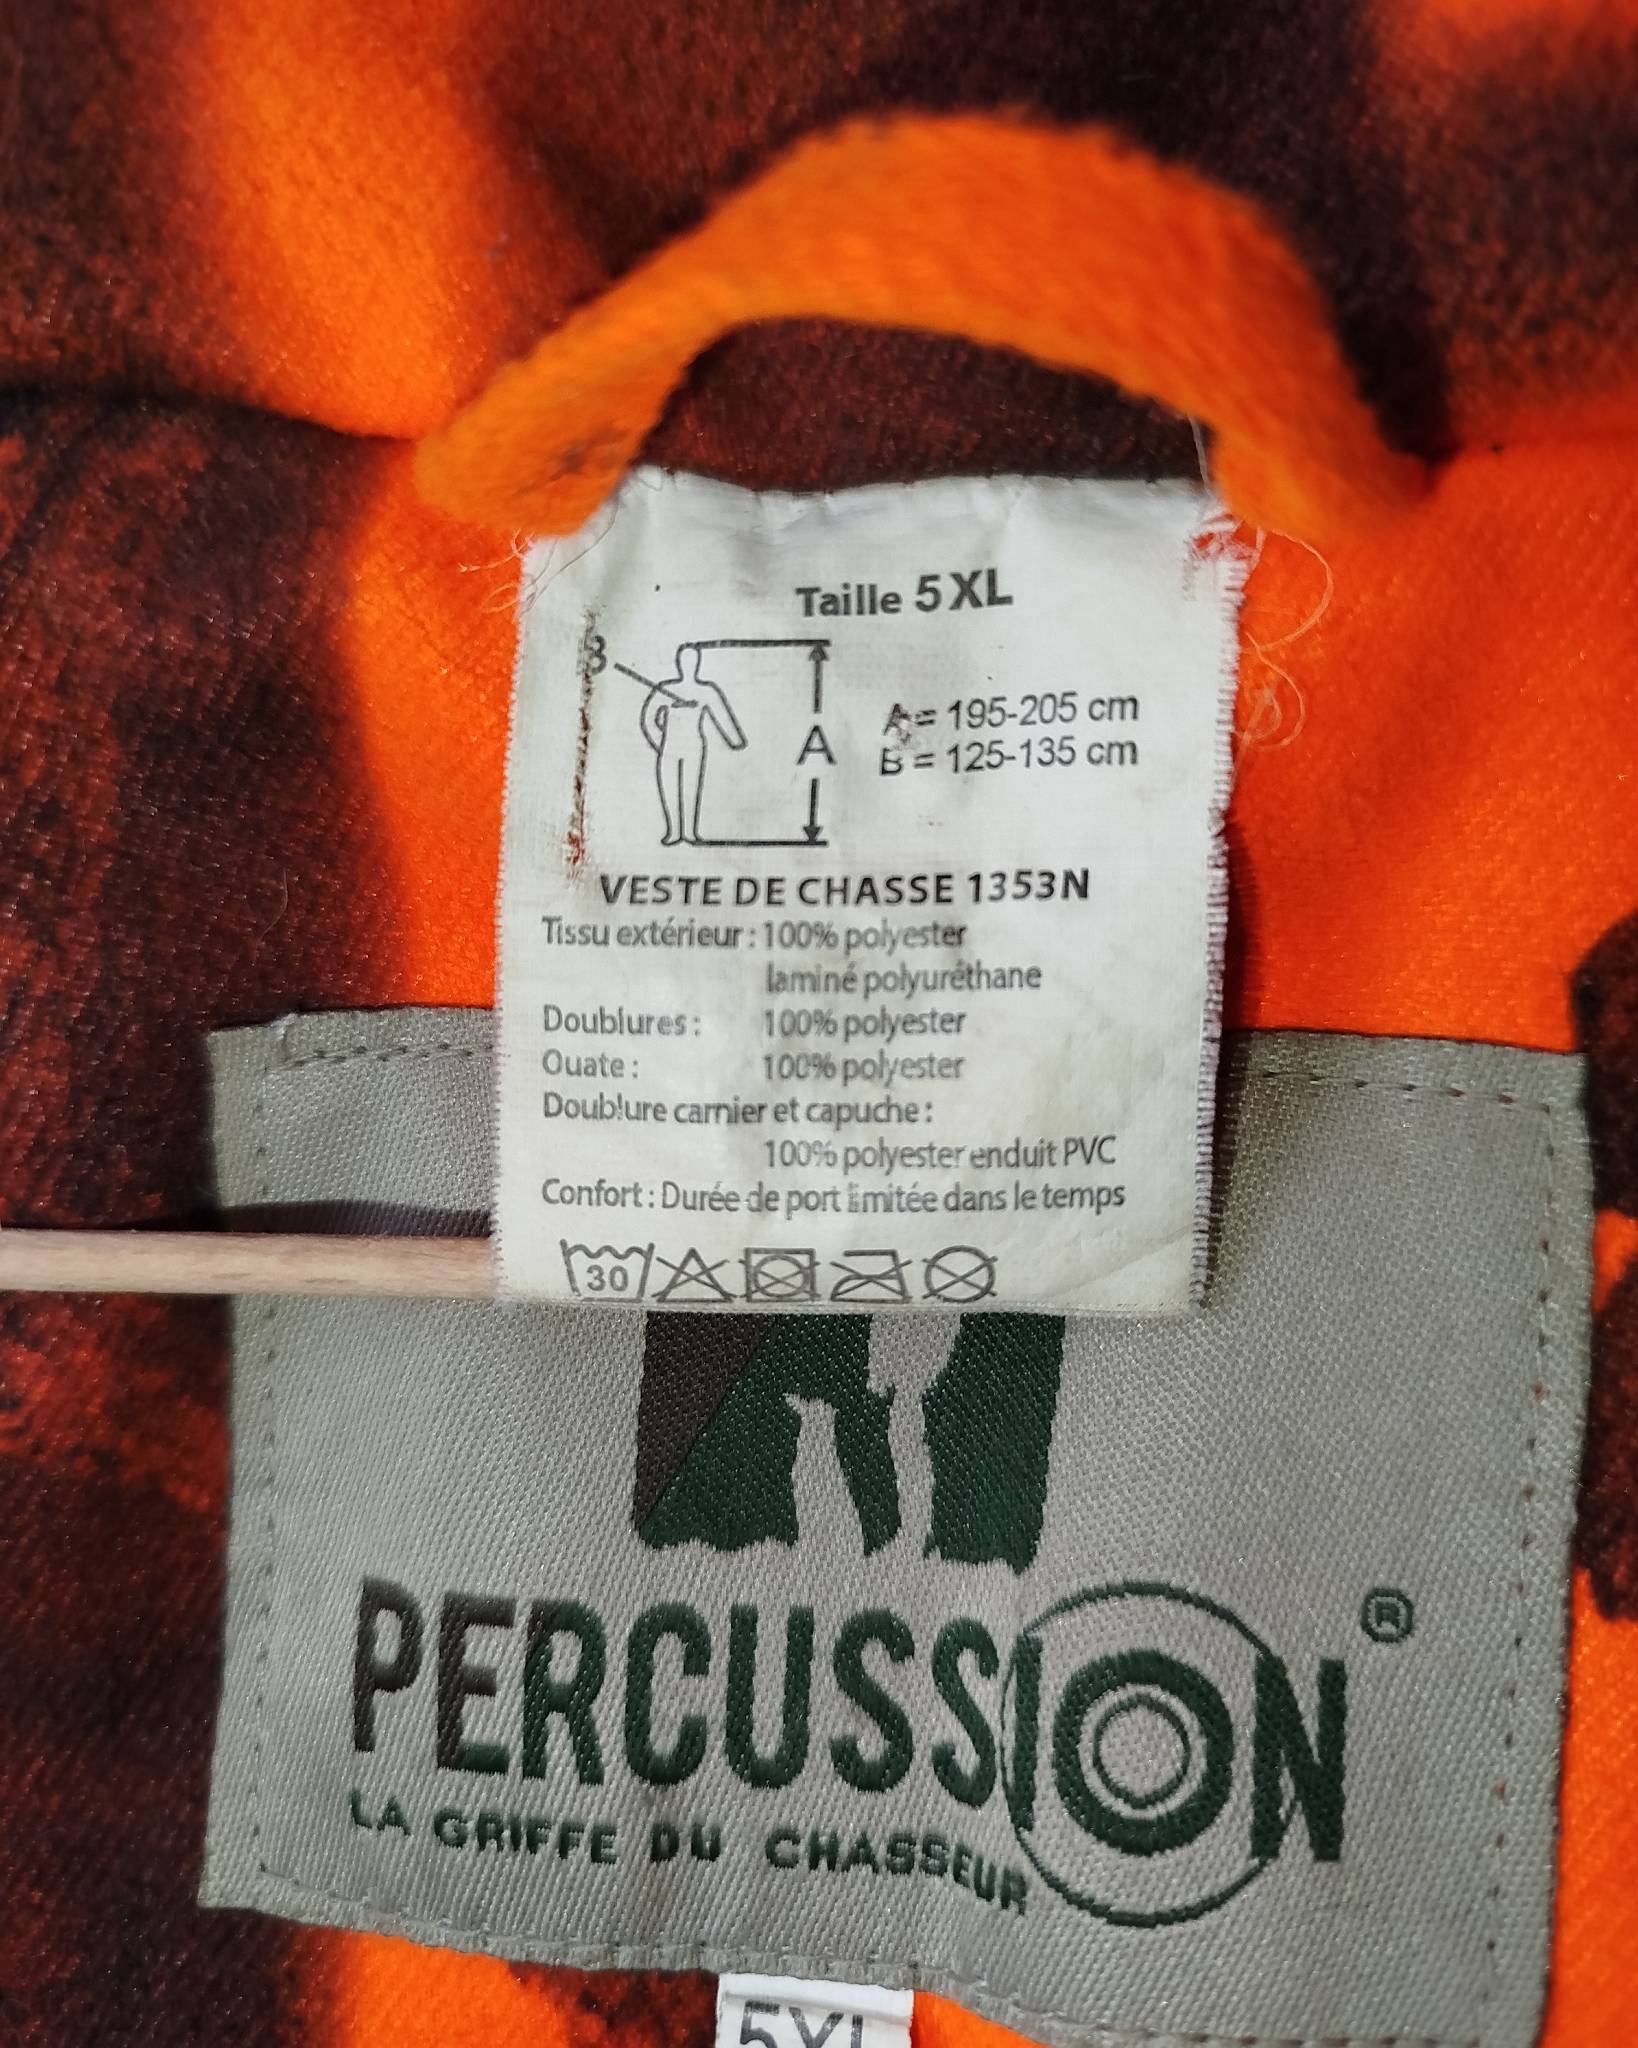 Taille 5XL
B
A
A = 195-205 cm
B = 125-135 cm
VESTE DE CHASSE 1353N
Tissu extérieur : 100% polyester
laminé polyuréthane
Doublures : 100% polyester
Ouate : 100% polyester
Doublure carnier et capuche :
100% polyester enduit PVC
Confort : Durée de port limitée dans le temps
30
PERCUSSION ®
LA GRIFFE DU CHASSEUR
5XL